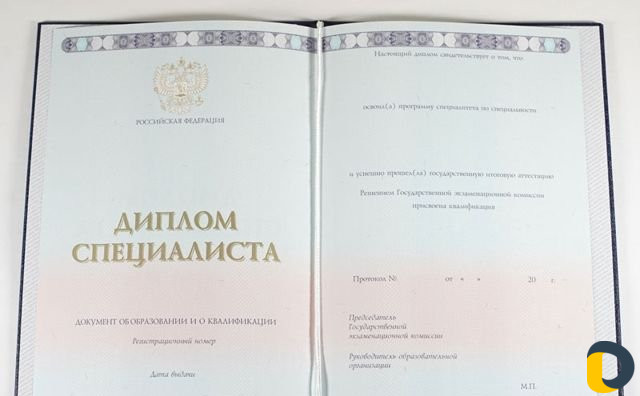 РОССИЙСКАЯ ФЕДЕРАЦИЯ
ДИПЛОМ
СПЕЦИАЛИСТА
ДОКУМЕНТ ОБ ОБРАЗОВАНИИ И О КВАЛИФИКАЦИИ
Регистрационный номер
Дата выдачи
Настоящий диплом свидетельствует о том, что
освоил(а) программу специалитета по специальности
и успешно прошел(ла) государственную итоговую аттестацию
Решением Государственной экзаменационной комиссии
присвоена квалификация
Протокол № от « » 20 г.
Председатель
Государственной
экзаменационной комиссии
Руководитель образовательной
организации
М.П.